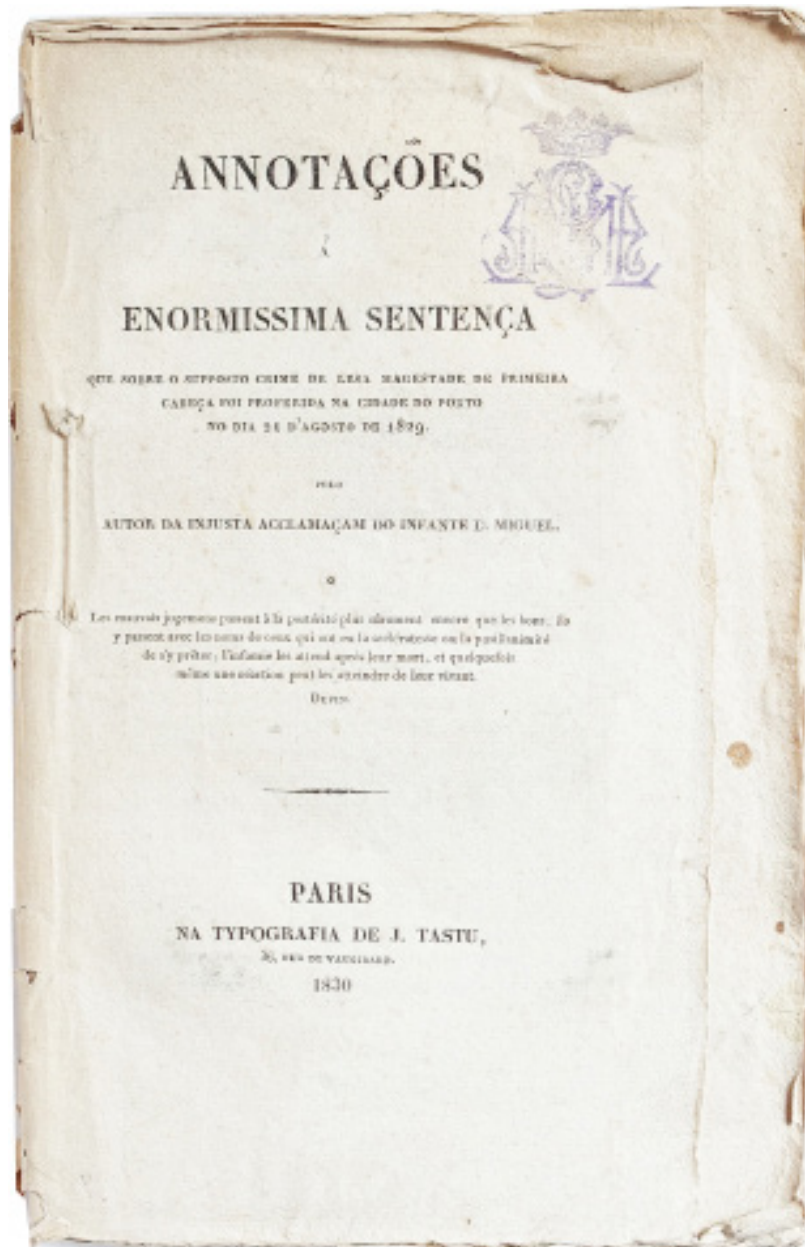 ANNOTAÇÕES
Á
ENORMISSIMA SENTENÇA
QUE SOBRE O SUPPOSTO CRIME DE LESA MAGESTADE DE PRIMEIRA
CABEÇA FOI PROFERIDA NA CIDADE DO PORTO
NO DIA 21 D'AGOSTO DE 1829.
PELO
AUTOR DA INJUSTA ACCLAMAÇAM DO INFANTE D. MIGUEL.
Les mauvais jugemens passent à la postérité plus sûrement encore que les bons; ils
y passent avec les noms de ceux qui ont eu la scélératesse ou la pusillanimité
de s'y prêter; l'infamie les attend après leur mort, et quelquefois
même une réaction peut les atteindre de leur vivant.
DUPIN.
PARIS
NA TYPOGRAFIA DE J. TASTU,
36, RUE DE VAUGIRARD.
1830